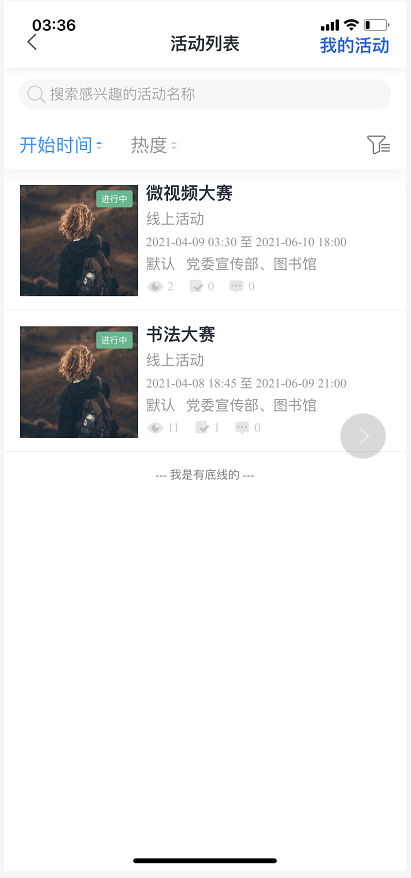 03:36
活动列表
我的活动
搜索感兴趣的活动名称
开始时间
热度
进行中
微视频大赛
线上活动
2021-04-09 03:30 至 2021-06-10 18:00
默认 党委宣传部、图书馆
2 0 0
进行中
书法大赛
线上活动
2021-04-08 18:45 至 2021-06-09 21:00
默认 党委宣传部、图书馆
11 1 0
--- 我是有底线的 ---